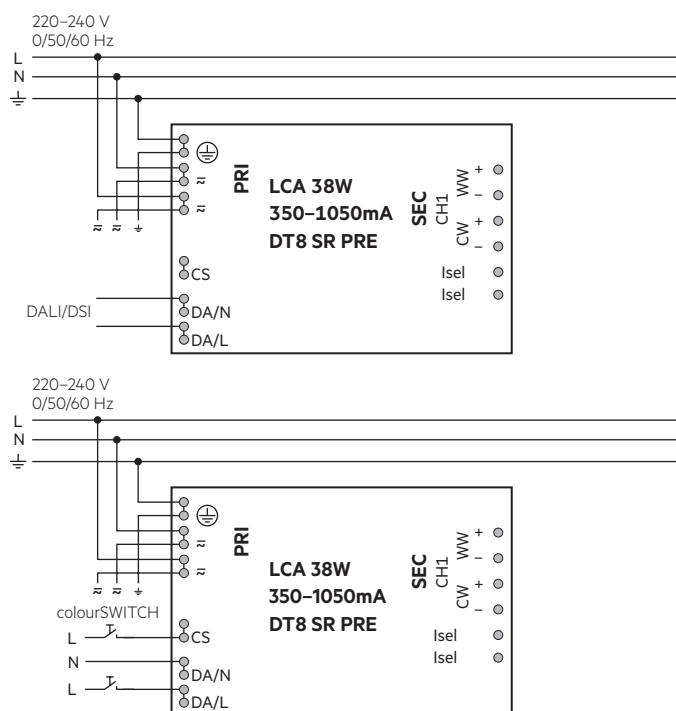 220–240 V
0/50/60 Hz
L
N
PRI
LCA 38W
350–1050mA
DT8 SR PRE
SEC
CH1
WW
+
–
CW
+
–
Isel
Isel
CS
DALI/DSI
DA/N
DA/L
220–240 V
0/50/60 Hz
L
N
PRI
LCA 38W
350–1050mA
DT8 SR PRE
SEC
CH1
WW
+
–
CW
+
–
Isel
Isel
colourSWITCH
L
CS
N
DA/N
L
DA/L